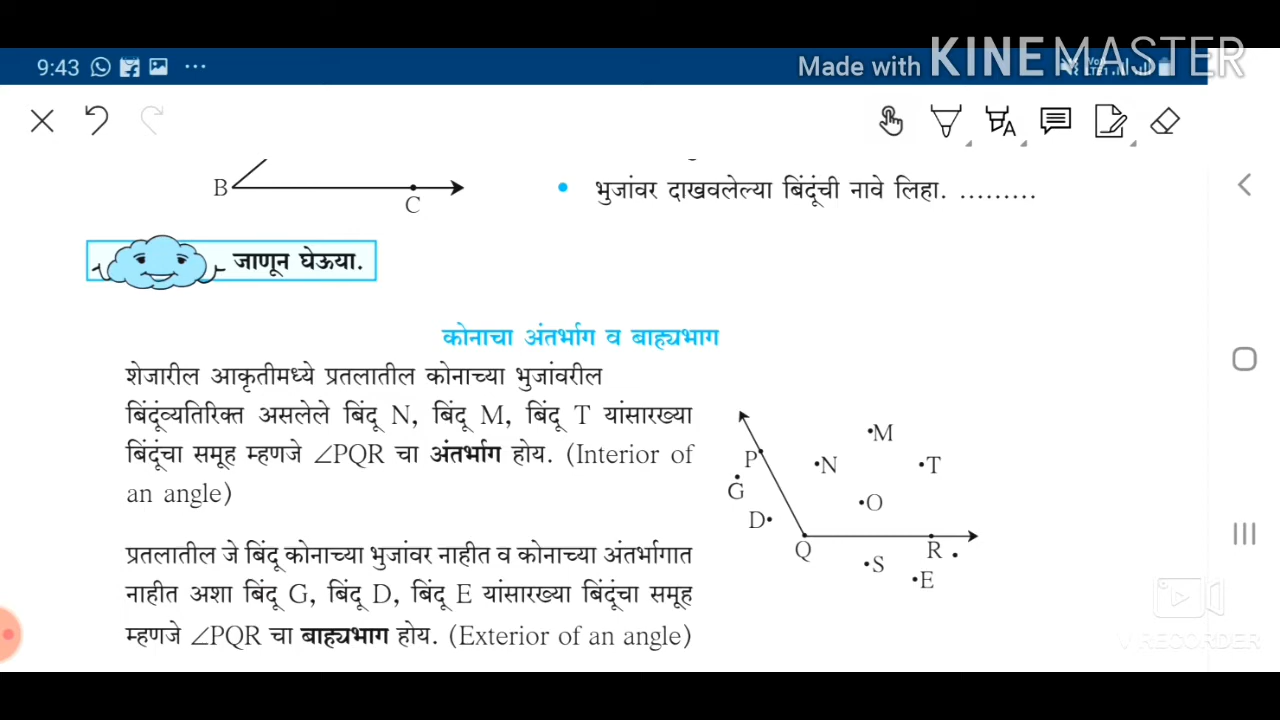 Made with KINEMASTER
9:43
B
C
भुजांवर दाखवलेल्या बिंदूंची नावे लिहा. .........
जाणून घेऊया.
कोनाचा अंतर्भाग व बाह्यभाग
शेजारील आकृतीमध्ये प्रतलातील कोनाच्या भुजांवरील
बिंदूंव्यतिरिक्त असलेले बिंदू N, बिंदू M, बिंदू T यांसारख्या
बिंदूंचा समूह म्हणजे ∠PQR चा अंतर्भाग होय. (Interior of
an angle)
प्रतलातील जे बिंदू कोनाच्या भुजांवर नाहीत व कोनाच्या अंतर्भागात
नाहीत अशा बिंदू G, बिंदू D, बिंदू E यांसारख्या बिंदूंचा समूह
म्हणजे ∠PQR चा बाह्यभाग होय. (Exterior of an angle)
M
P
N
T
G
O
D
Q
R
S
E
V RECORDER